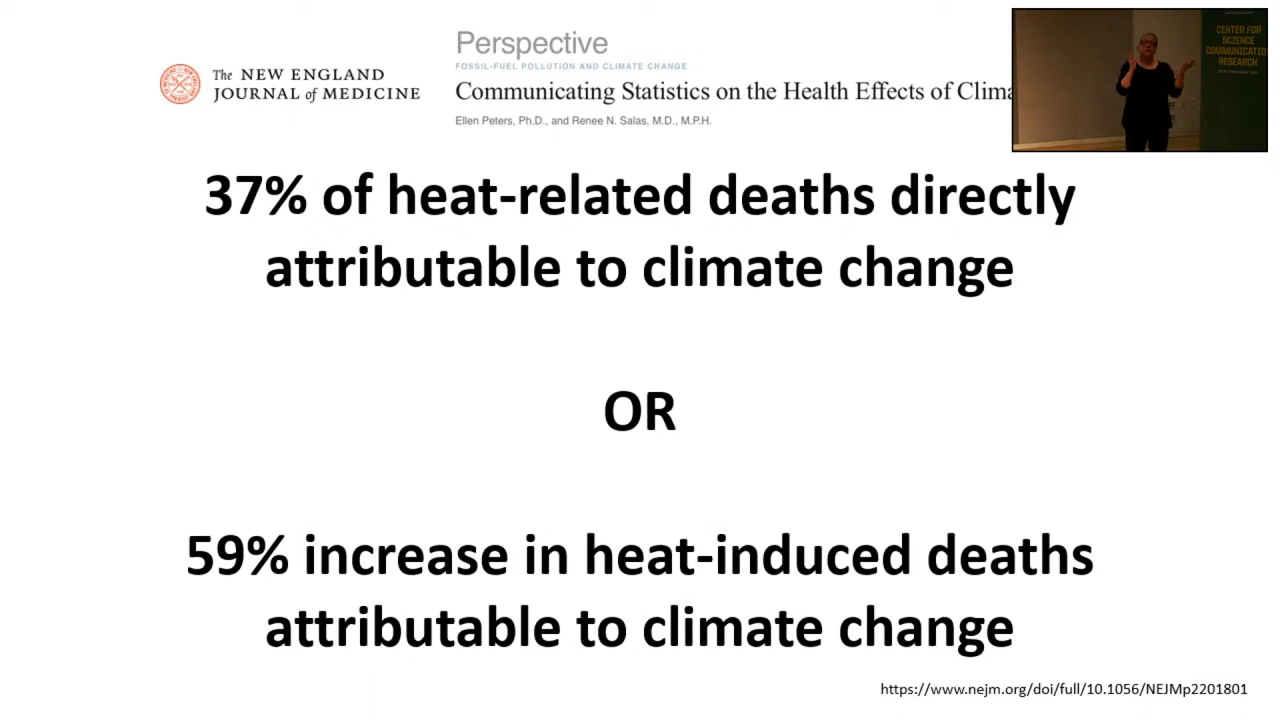 Perspective
FOSSIL-FUEL POLLUTION AND CLIMATE CHANGE
The NEW ENGLAND
JOURNAL of MEDICINE
Communicating Statistics on the Health Effects of Clima
Ellen Peters, Ph.D., and Renee N. Salas, M.D., M.P.H.
CENTER FOR
SCIENCE
COMMUNICATIO
RESEARCH
37% of heat-related deaths directly
attributable to climate change
OR
59% increase in heat-induced deaths
attributable to climate change
https://www.nejm.org/doi/full/10.1056/NEJMp2201801